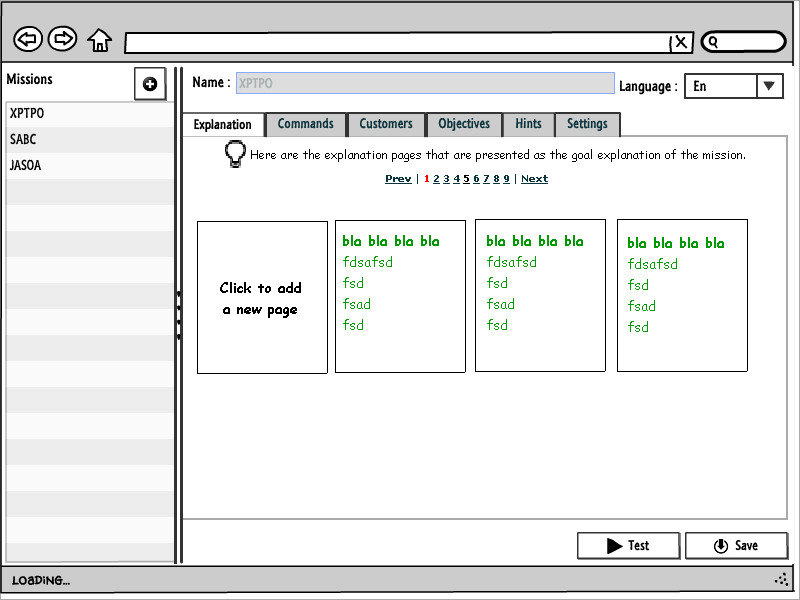 Missions
XPTPO
SABC
JASOA
Name : XPTPO
Language : En
Explanation Commands Customers Objectives Hints Settings
Here are the explanation pages that are presented as the goal explanation of the mission.
Prev | 1 2 3 4 5 6 7 8 9 | Next
Click to add
a new page
bla bla bla bla
fdsafsd
fsd
fsad
fsd
bla bla bla bla
fdsafsd
fsd
fsad
fsd
bla bla bla bla
fdsafsd
fsd
fsad
fsd
Test
Save
LOADING...